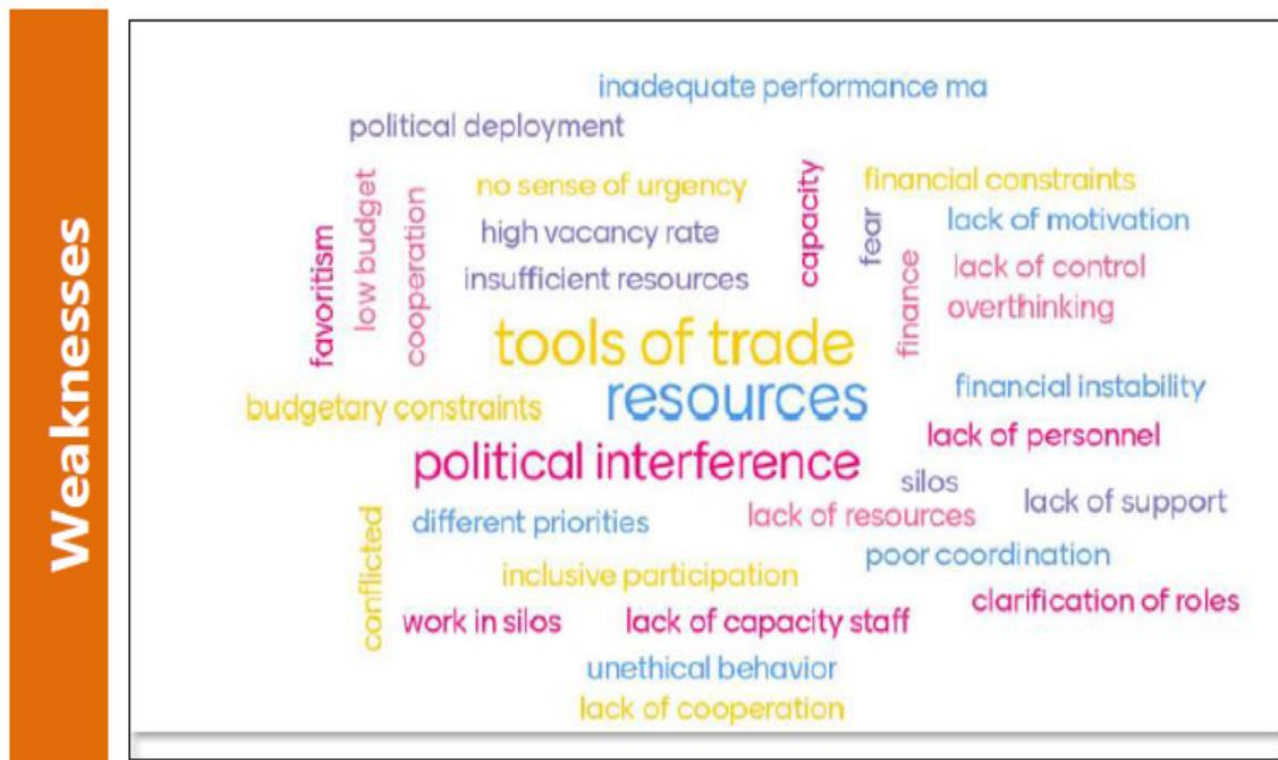 Weaknesses
inadequate performance ma
political deployment
no sense of urgency
capacity
financial constraints
favoritism
low budget
cooperation
high vacancy rate
fear
lack of motivation
insufficient resources
finance
lack of control
overthinking
tools of trade
resources
financial instability
budgetary constraints
lack of personnel
political interference
silos
lack of support
conflicted
different priorities
lack of resources
poor coordination
inclusive participation
clarification of roles
work in silos
lack of capacity staff
unethical behavior
lack of cooperation